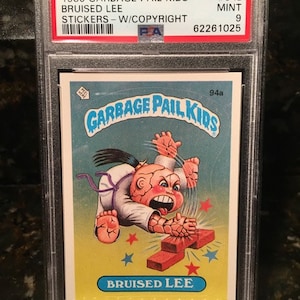 BRUISED LEE
MINT
STICKERS - W/COPYRIGHT
9
PSA
62261025
94a
GARBAGE PAIL KIDS
BRUISED LEE